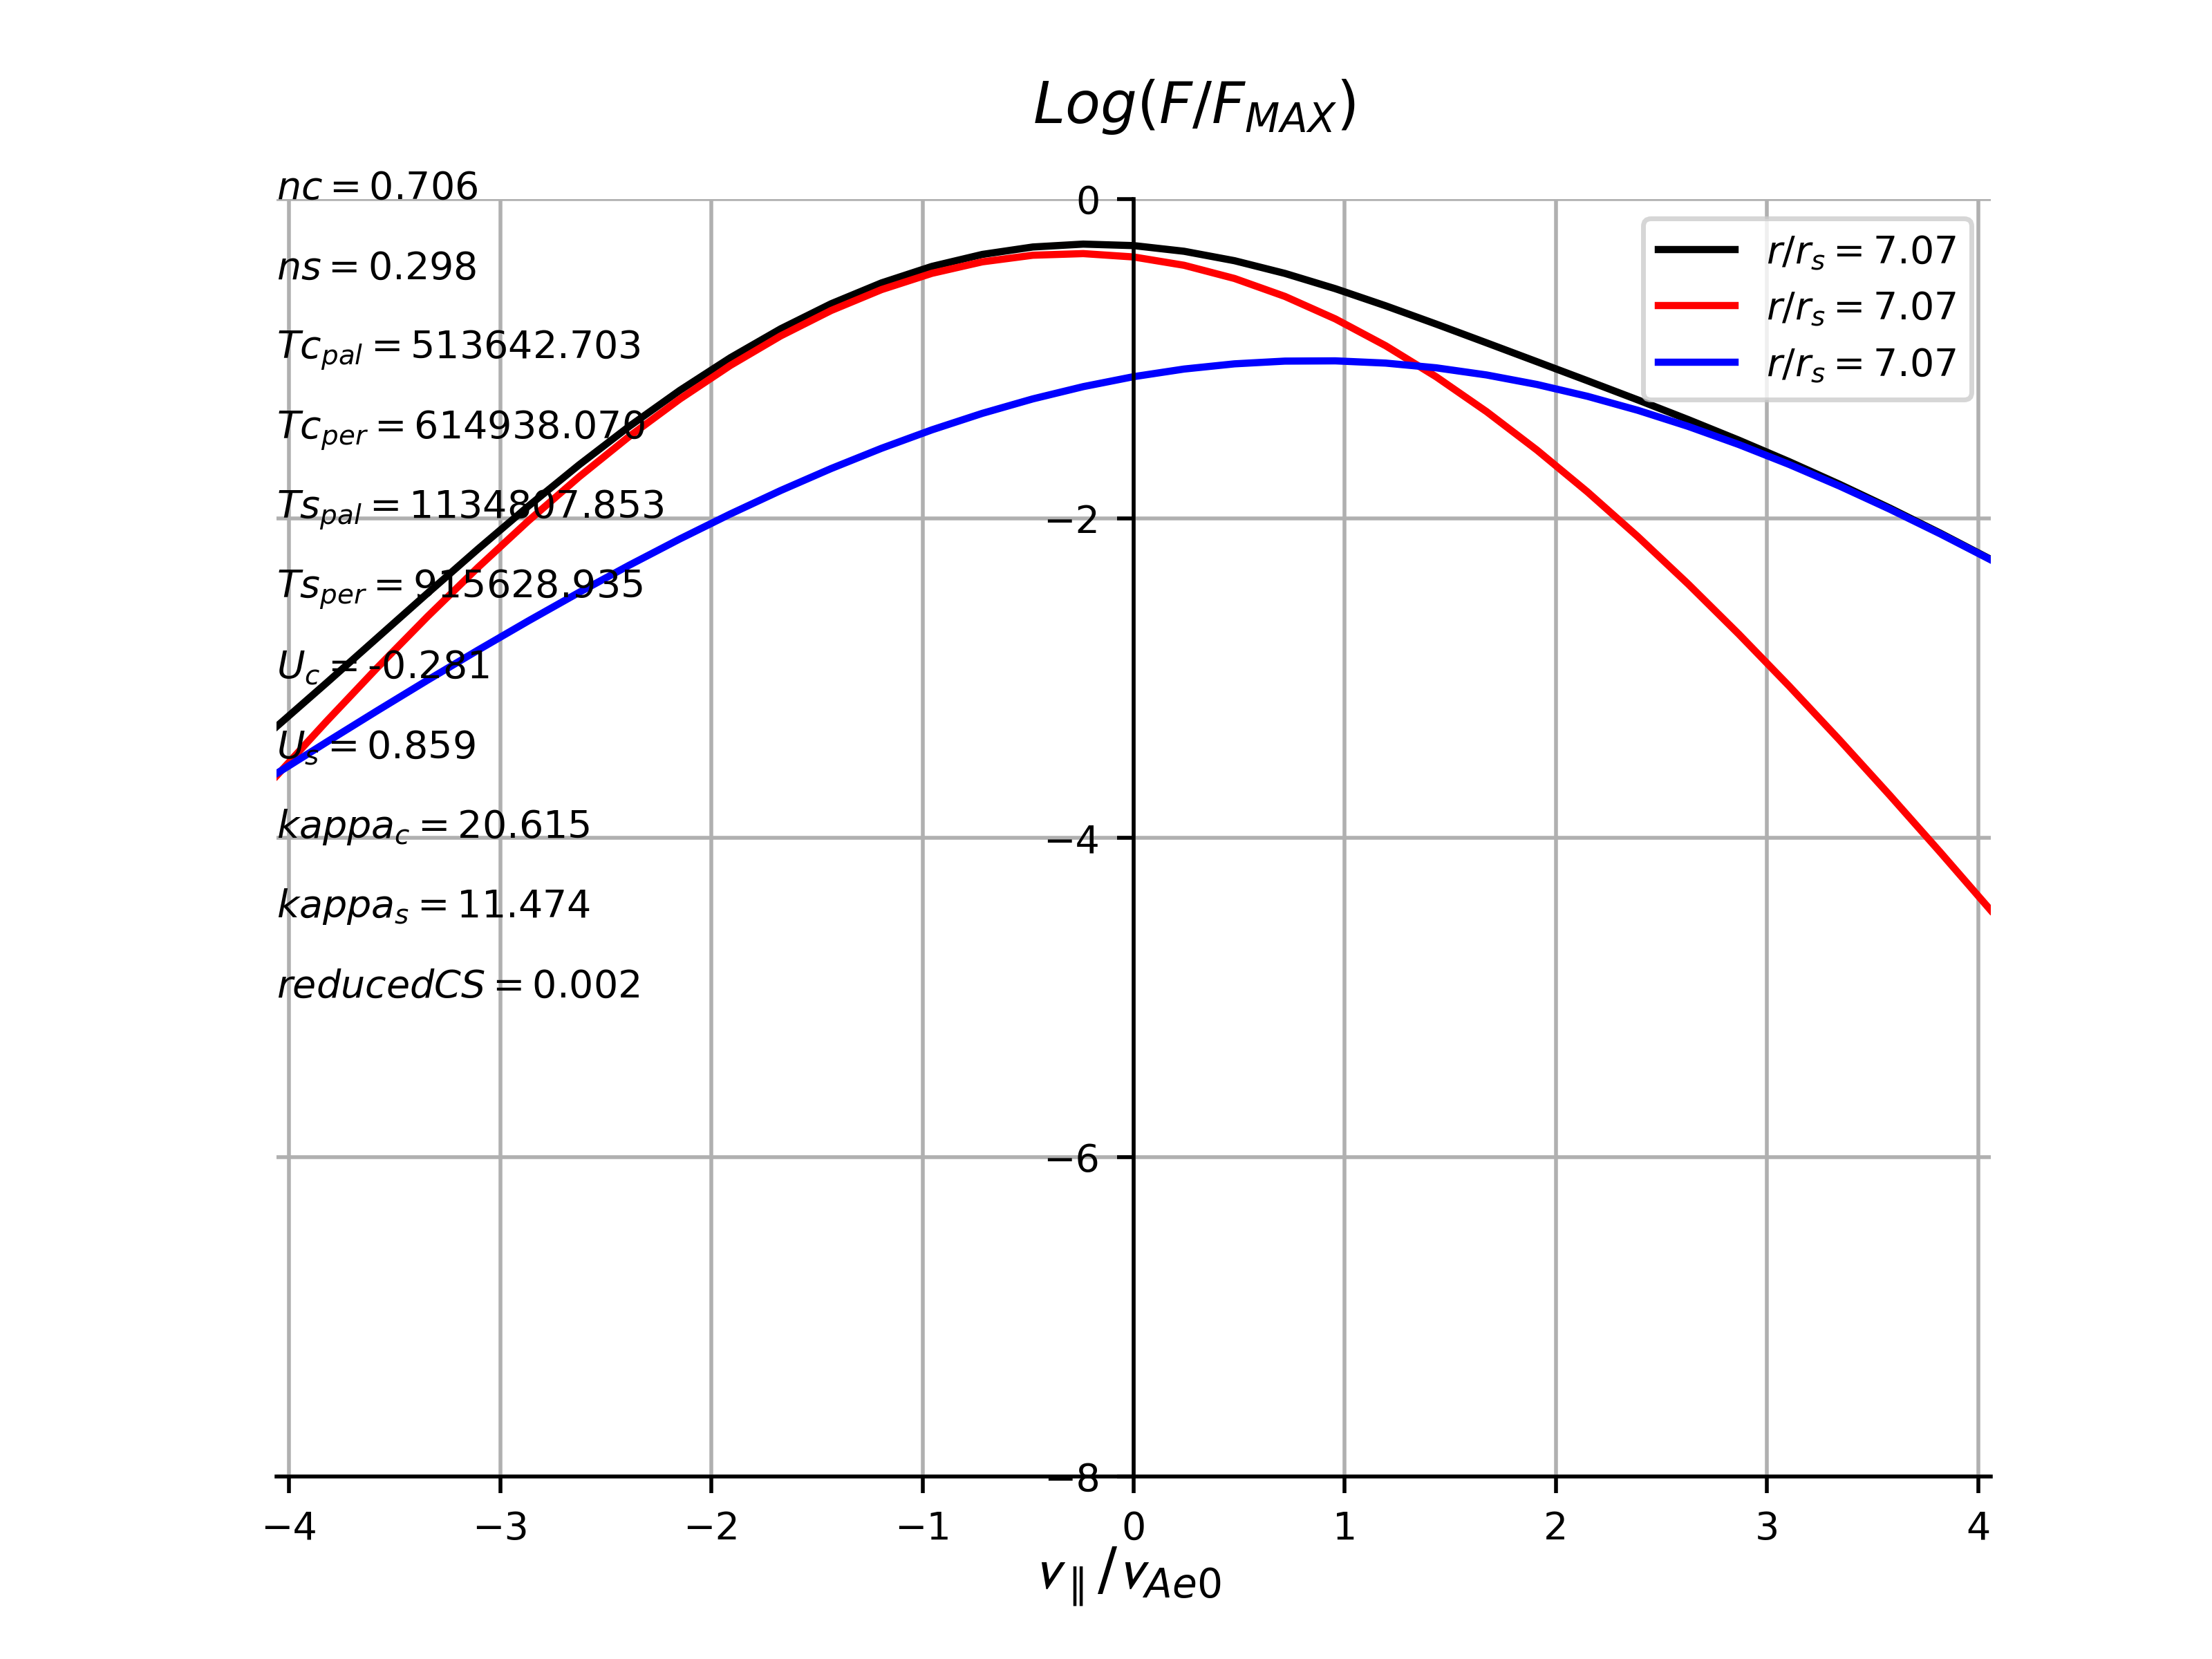 Log(F/F_MAX)
nc = 0.706
ns = 0.298
Tc_pal = 513642.703
Tc_per = 614938.070
Ts_pal = 1134807.853
Ts_per = 915628.935
U_c = -0.281
U_s = 0.859
kappa_c = 20.615
kappa_s = 11.474
reducedCS = 0.002
0
−2
−4
−6
−8
r/r_s = 7.07
r/r_s = 7.07
r/r_s = 7.07
−4 −3 −2 −1 0 1 2 3 4
v_∥/v_Ae0